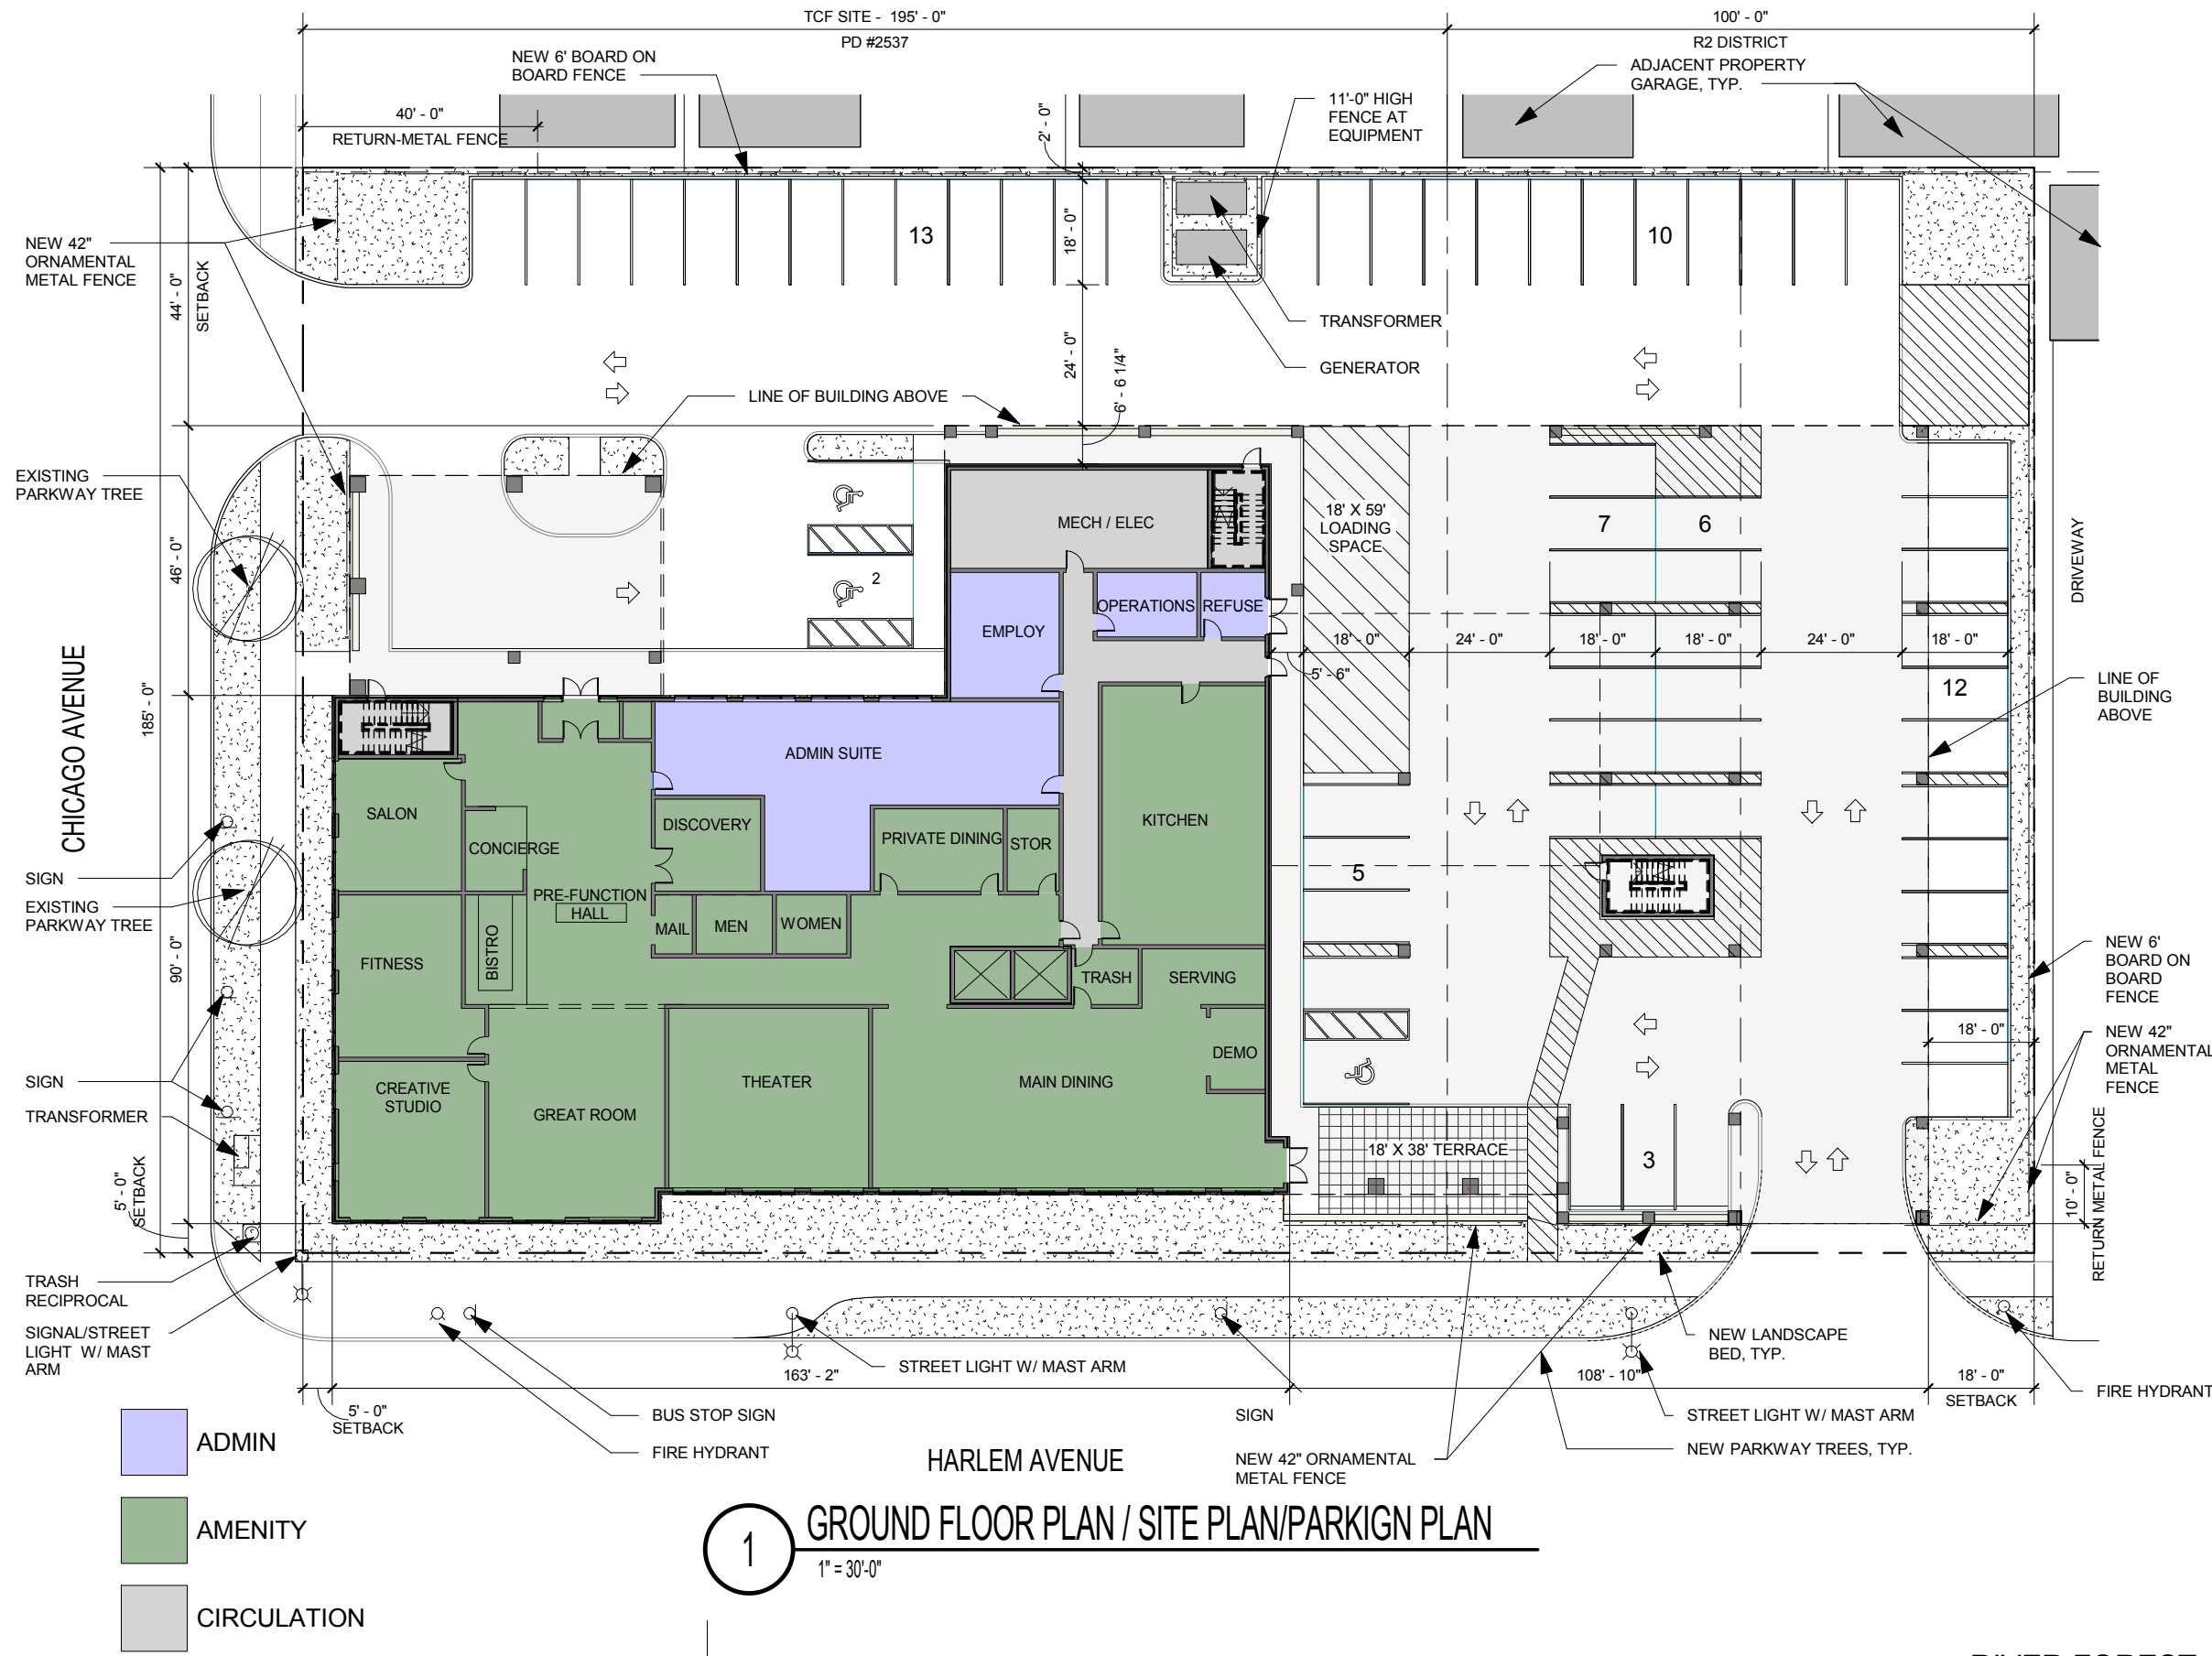 TCF SITE - 195' - 0"
100' - 0"
PD #2537
R2 DISTRICT
NEW 6' BOARD ON
BOARD FENCE
ADJACENT PROPERTY
GARAGE, TYP.
40' - 0"
RETURN-METAL FENCE
2' - 0"
11'-0" HIGH
FENCE AT
EQUIPMENT
NEW 42"
ORNAMENTAL
METAL FENCE
44' - 0"
SETBACK
13
18' - 0"
10
TRANSFORMER
GENERATOR
24' - 0"
6' - 6 1/4"
LINE OF BUILDING ABOVE
EXISTING
PARKWAY TREE
46' - 0"
185' - 0"
CHICAGO AVENUE
2
MECH / ELEC
18' X 59'
LOADING
SPACE
7
6
DRIVEWAY
OPERATIONS
REFUSE
EMPLOY
18' - 0"
24' - 0"
18' - 0"
18' - 0"
24' - 0"
18' - 0"
5' - 6"
12
LINE OF
BUILDING
ABOVE
ADMIN SUITE
SALON
CONCIERGE
DISCOVERY
PRIVATE DINING
STOR
KITCHEN
5
SIGN
EXISTING
PARKWAY TREE
PRE-FUNCTION
HALL
MAIL
MEN
WOMEN
BISTRO
FITNESS
90' - 0"
TRASH
SERVING
NEW 6'
BOARD ON
BOARD
FENCE
18' - 0"
NEW 42"
ORNAMENTAL
METAL
FENCE
SIGN
TRANSFORMER
CREATIVE
STUDIO
GREAT ROOM
THEATER
MAIN DINING
DEMO
18' X 38' TERRACE
3
10' - 0"
RETURN METAL FENCE
5' - 0"
SETBACK
TRASH
RECIPROCAL
SIGNAL/STREET
LIGHT W/ MAST
ARM
NEW LANDSCAPE
BED, TYP.
STREET LIGHT W/ MAST ARM
163' - 2"
108' - 10"
18' - 0"
SETBACK
FIRE HYDRANT
5' - 0"
SETBACK
BUS STOP SIGN
FIRE HYDRANT
SIGN
STREET LIGHT W/ MAST ARM
NEW PARKWAY TREES, TYP.
HARLEM AVENUE
NEW 42" ORNAMENTAL
METAL FENCE
ADMIN
AMENITY
CIRCULATION
1
GROUND FLOOR PLAN / SITE PLAN/PARKIGN PLAN
1" = 30'-0"
RIVER FOREST